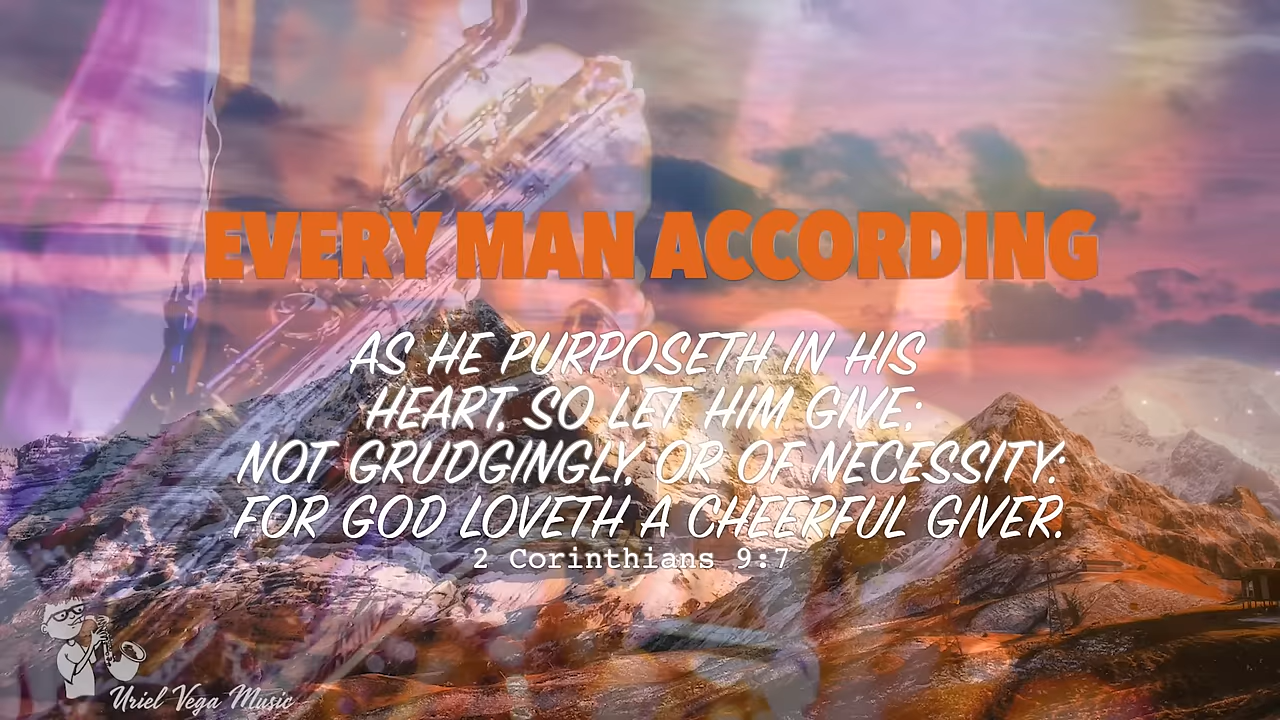 EVERY MAN ACCORDING
AS HE PURPOSETH IN HIS
HEART, SO LET HIM GIVE;
NOT GRUDGINGLY, OR OF NECESSITY:
FOR GOD LOVETH A CHEERFUL GIVER.
2 Corinthians 9:7
Uriel Vega Music